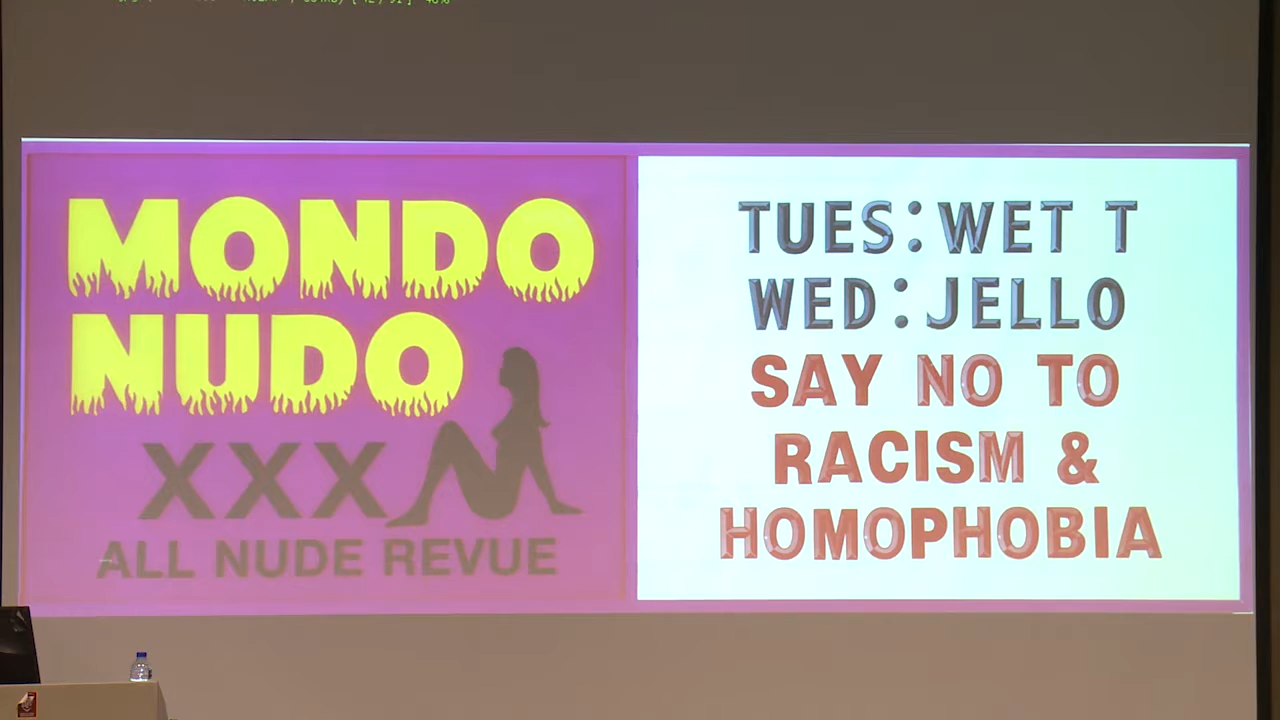 MONDO
NUDO
XXX
ALL NUDE REVUE
TUES:WET T
WED:JELLO
SAY NO TO
RACISM &
HOMOPHOBIA